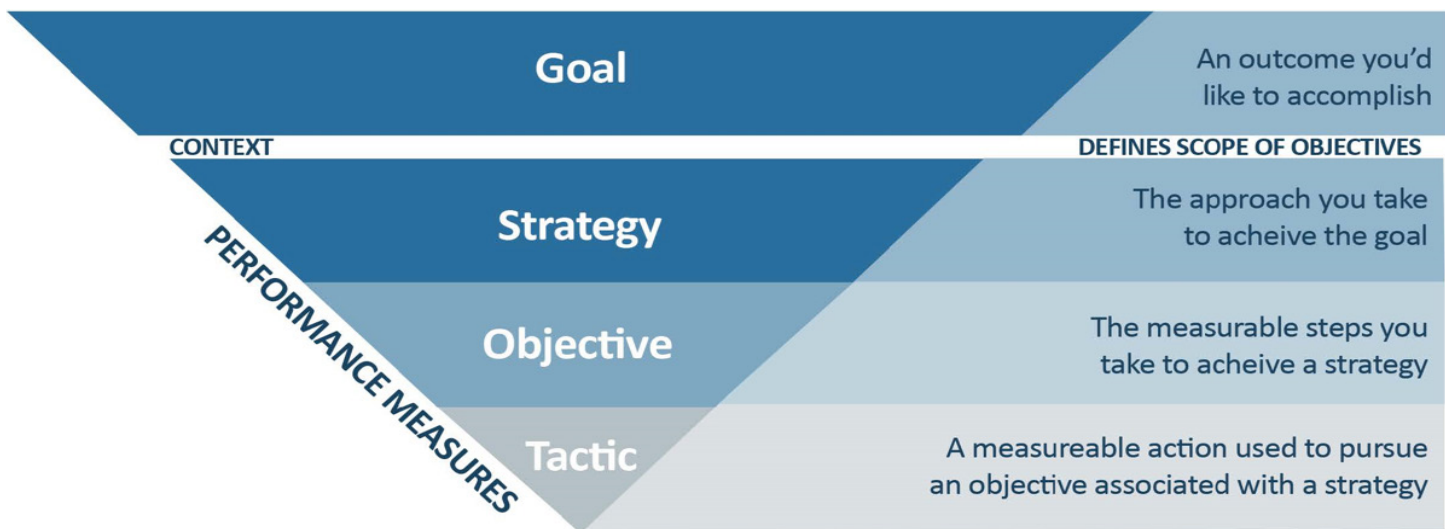 Goal
An outcome you'd
like to accomplish
CONTEXT
DEFINES SCOPE OF OBJECTIVES
Strategy
The approach you take
to acheive the goal
PERFORMANCE MEASURES
Objective
The measurable steps you
take to acheive a strategy
Tactic
A measureable action used to pursue
an objective associated with a strategy